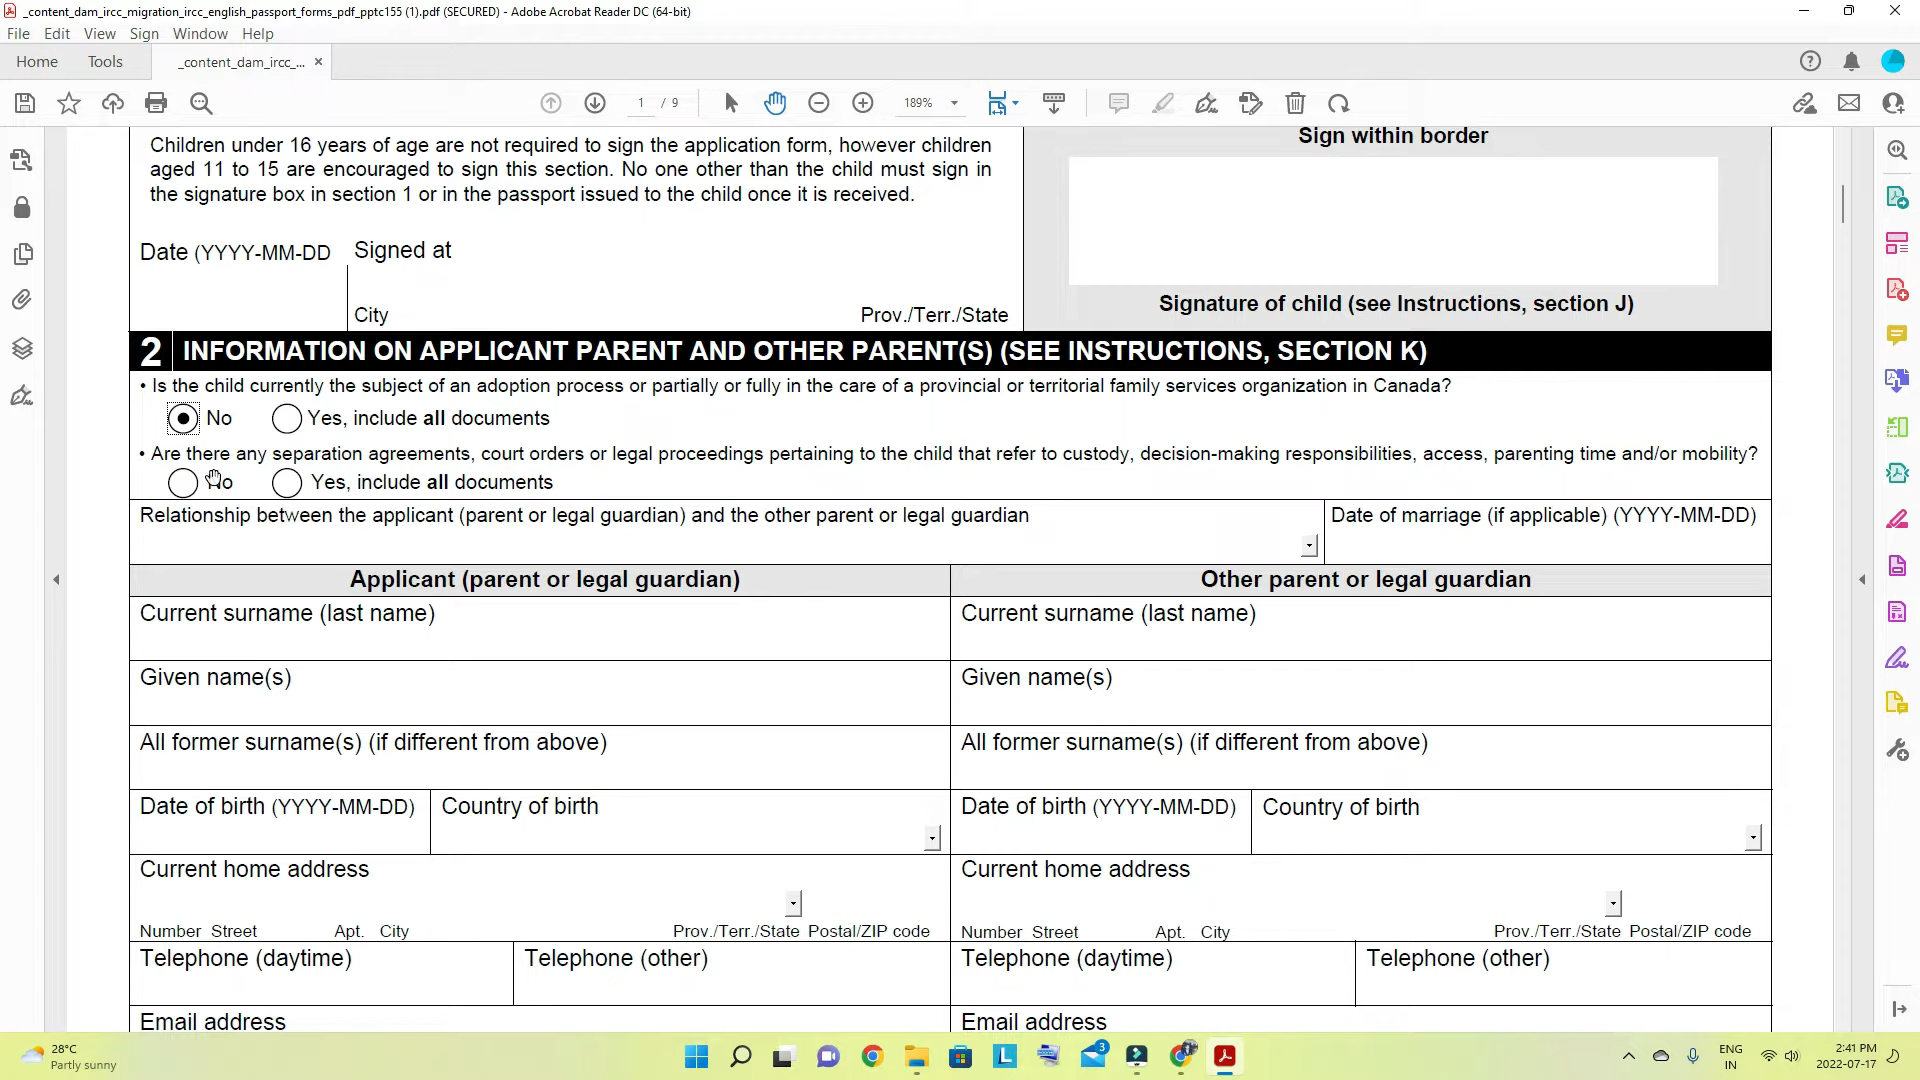 _content_dam_ircc_migration_ircc_english_passport_forms_pdf_pptc155 (1).pdf (SECURED) - Adobe Acrobat Reader DC (64-bit)
File Edit View Sign Window Help
Home Tools _content_dam_ircc_...
1 / 9 189%
Children under 16 years of age are not required to sign the application form, however children
aged 11 to 15 are encouraged to sign this section. No one other than the child must sign in
the signature box in section 1 or in the passport issued to the child once it is received.
Sign within border
Date (YYYY-MM-DD Signed at
City Prov./Terr./State
Signature of child (see Instructions, section J)
2 INFORMATION ON APPLICANT PARENT AND OTHER PARENT(S) (SEE INSTRUCTIONS, SECTION K)
• Is the child currently the subject of an adoption process or partially or fully in the care of a provincial or territorial family services organization in Canada?
No Yes, include all documents
• Are there any separation agreements, court orders or legal proceedings pertaining to the child that refer to custody, decision-making responsibilities, access, parenting time and/or mobility?
No Yes, include all documents
Relationship between the applicant (parent or legal guardian) and the other parent or legal guardian Date of marriage (if applicable) (YYYY-MM-DD)
Applicant (parent or legal guardian) Other parent or legal guardian
Current surname (last name) Current surname (last name)
Given name(s) Given name(s)
All former surname(s) (if different from above) All former surname(s) (if different from above)
Date of birth (YYYY-MM-DD) Country of birth Date of birth (YYYY-MM-DD) Country of birth
Current home address Current home address
Number Street Apt. City Prov./Terr./State Postal/ZIP code Number Street Apt. City Prov./Terr./State Postal/ZIP code
Telephone (daytime) Telephone (other) Telephone (daytime) Telephone (other)
Email address Email address
28°C
Partly sunny
3
ENG
IN
2:41 PM
2022-07-17